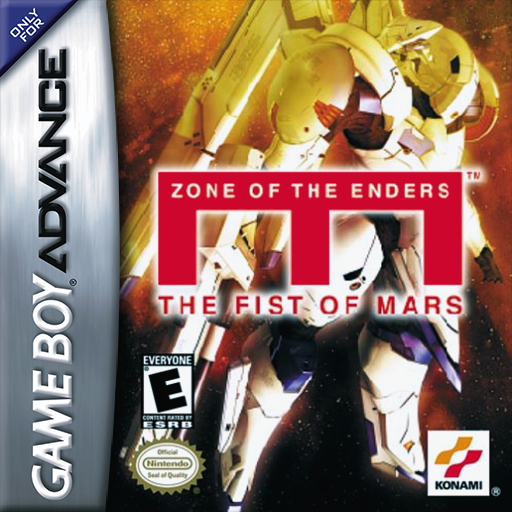 ONLY
FOR
GAME BOY ADVANCE
®
ZONE OF THE ENDERS
TM
THE FIST OF MARS
EVERYONE
E
CONTENT RATED BY
ESRB
Official
Nintendo
Seal of Quality
KONAMI
®